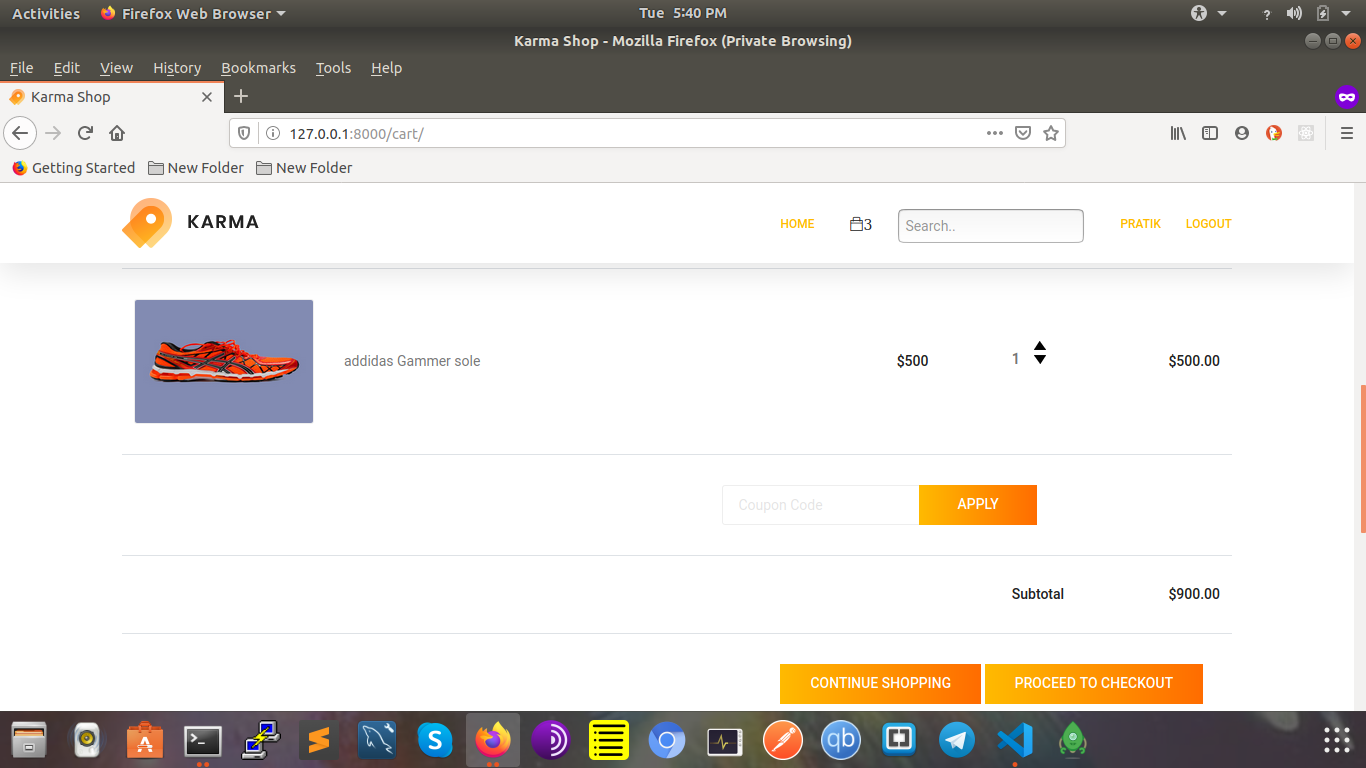 Activities Firefox Web Browser Tue 5:40 PM ?
Karma Shop - Mozilla Firefox (Private Browsing)
File Edit View History Bookmarks Tools Help
Karma Shop
127.0.0.1:8000/cart/
Getting Started New Folder New Folder
KARMA HOME 3 Search.. PRATIK LOGOUT
addidas Gammer sole $500 1 $500.00
Coupon Code APPLY
Subtotal $900.00
CONTINUE SHOPPING PROCEED TO CHECKOUT
S qb